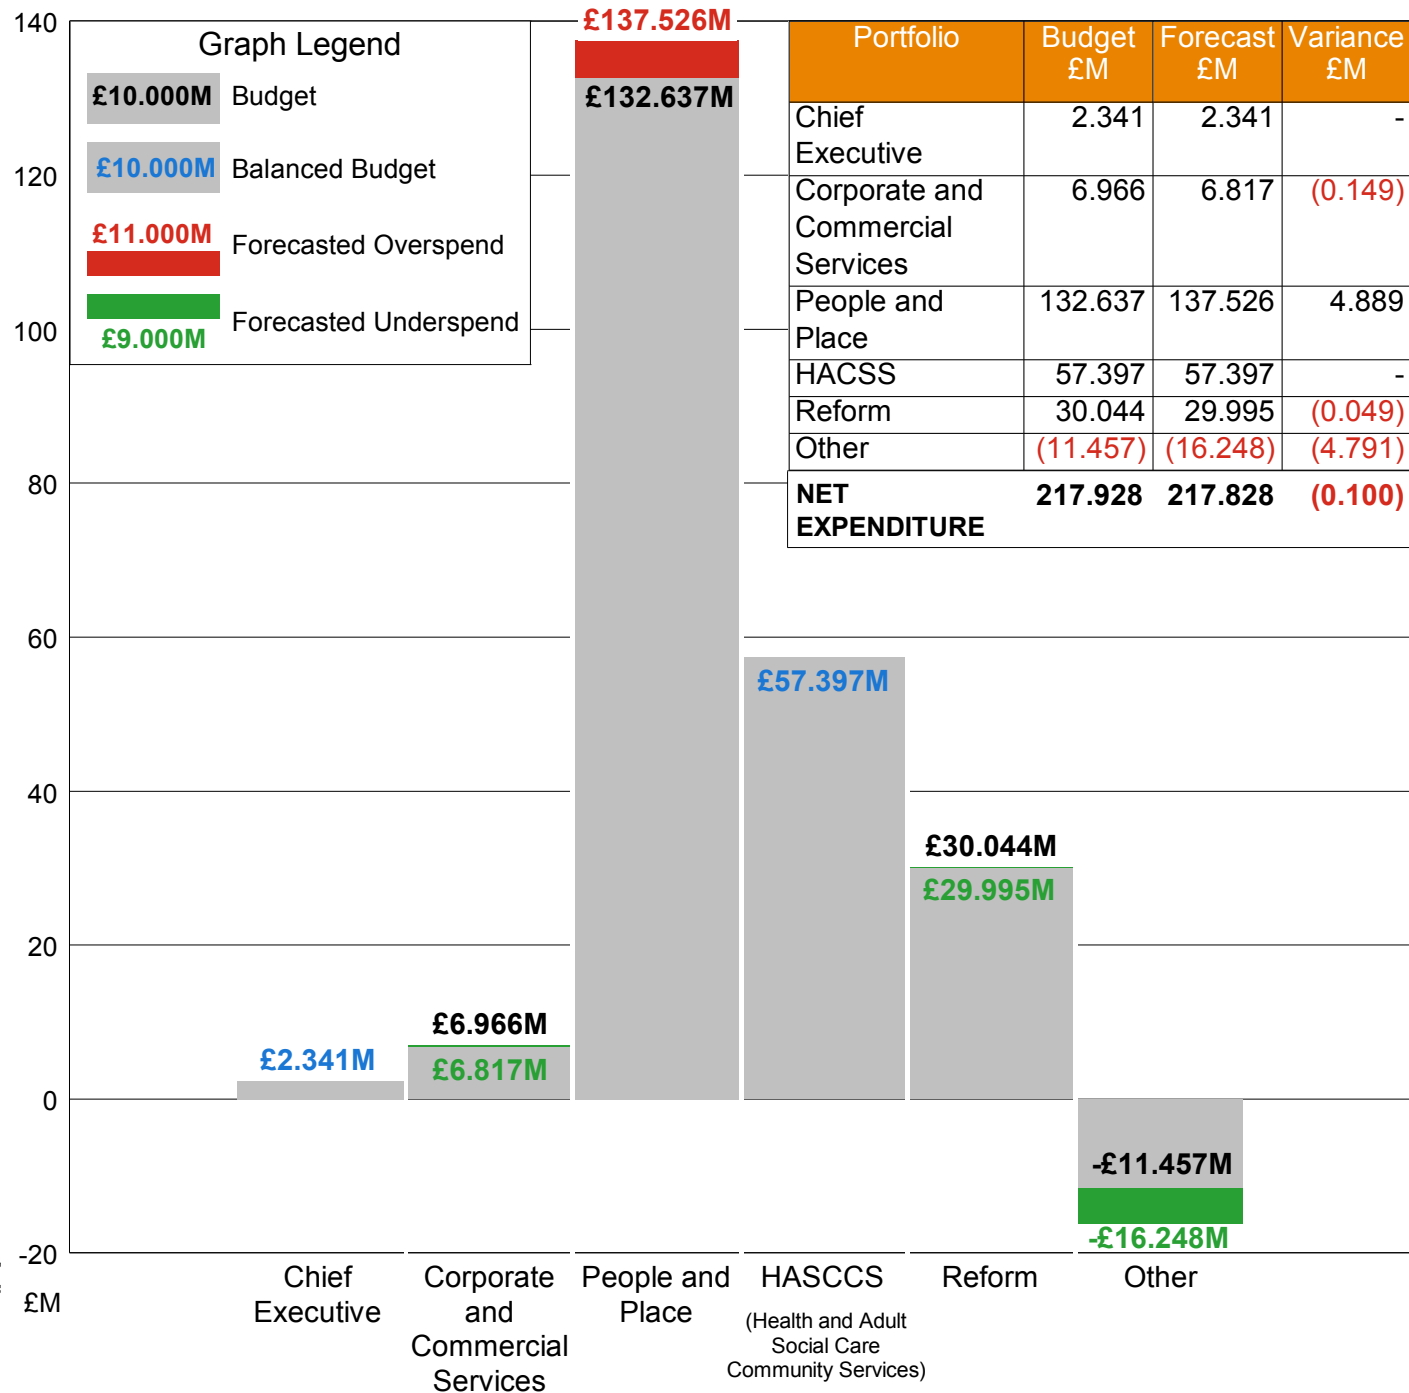 140
120
100
80
60
40
20
0
-20
£M
Graph Legend
£10.000M Budget
£10.000M Balanced Budget
£11.000M
Forecasted Overspend
Forecasted Underspend
£9.000M
£137.526M
£132.637M
Portfolio Budget Forecast Variance
£M £M £M
Chief 2.341 2.341 -
Executive
Corporate and 6.966 6.817 (0.149)
Commercial
Services
People and 132.637 137.526 4.889
Place
HACSS 57.397 57.397 -
Reform 30.044 29.995 (0.049)
Other (11.457) (16.248) (4.791)
NET 217.928 217.828 (0.100)
EXPENDITURE
£57.397M
£30.044M
£29.995M
£6.966M
£6.817M
£2.341M
-£11.457M
-£16.248M
Chief
Executive
Corporate
and
Commercial
Services
People and
Place
HASCCS
(Health and Adult
Social Care
Community Services)
Reform
Other